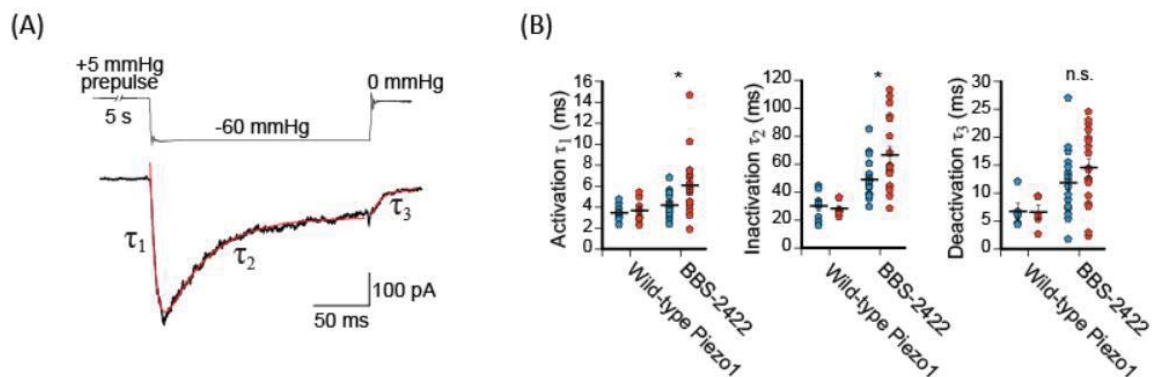 (A)
+5 mmHg
prepulse
5 s
0 mmHg
-60 mmHg
τ1
τ2
τ3
100 pA
50 ms
(B)
Activation τ1 (ms)
16
14
12
10
8
6
4
2
0
*
Wild-type Piezo1
BBS-2422
Inactivation τ2 (ms)
120
100
80
60
40
20
0
*
Wild-type Piezo1
BBS-2422
Deactivation τ3 (ms)
30
25
20
15
10
5
0
n.s.
Wild-type Piezo1
BBS-2422